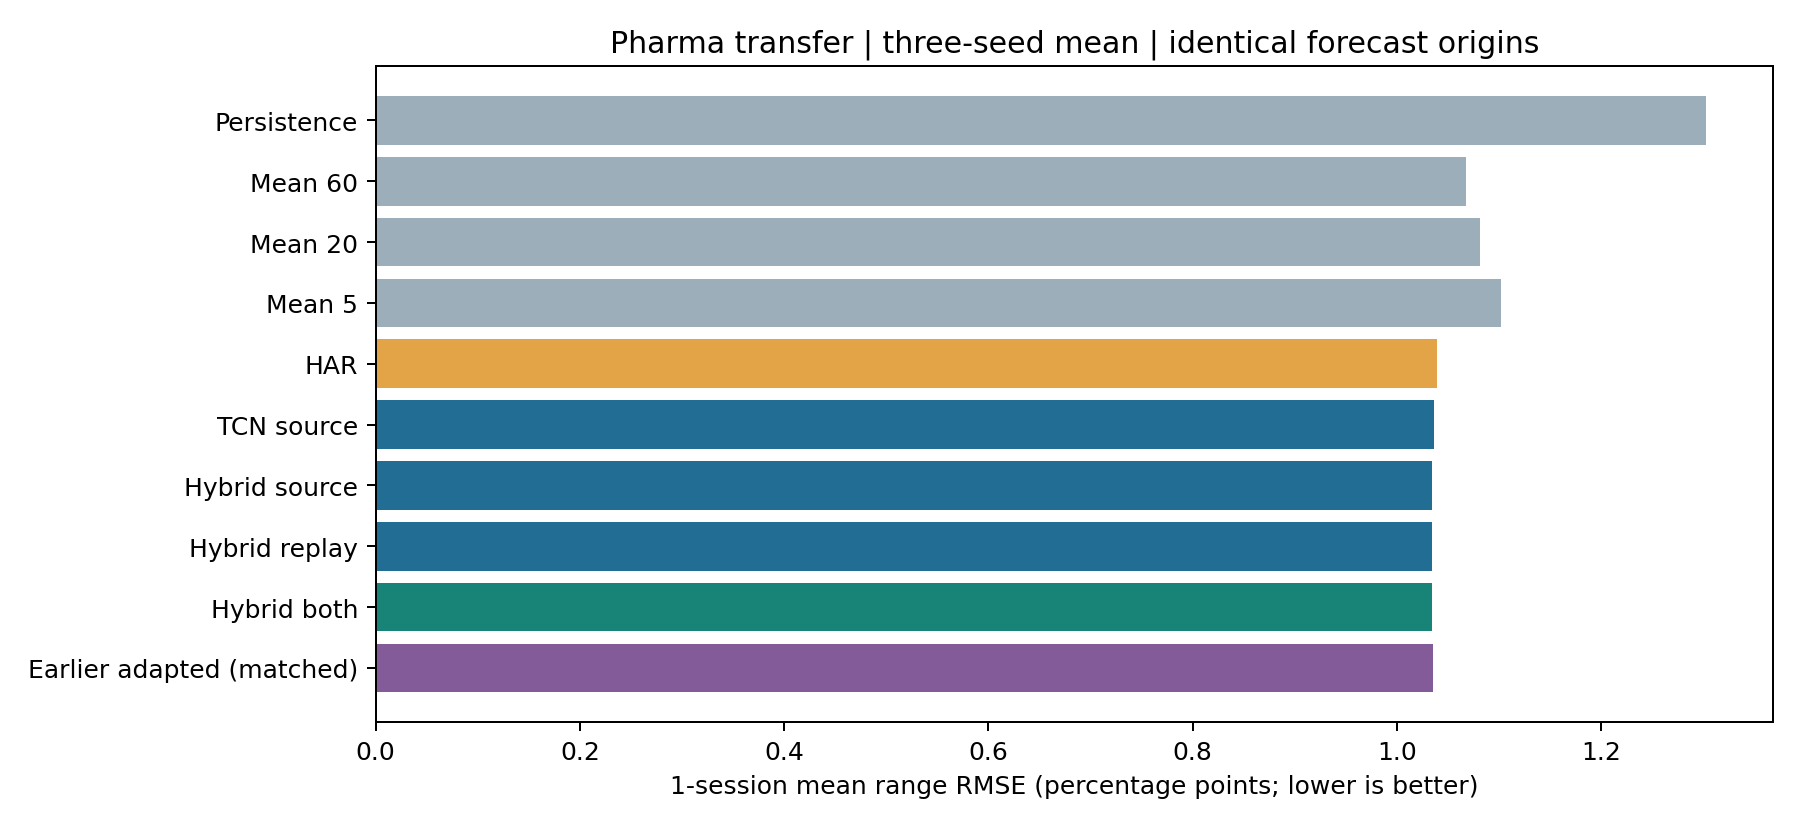 Pharma transfer | three-seed mean | identical forecast origins
Persistence
Mean 60
Mean 20
Mean 5
HAR
TCN source
Hybrid source
Hybrid replay
Hybrid both
Earlier adapted (matched)
0.0 0.2 0.4 0.6 0.8 1.0 1.2
1-session mean range RMSE (percentage points; lower is better)